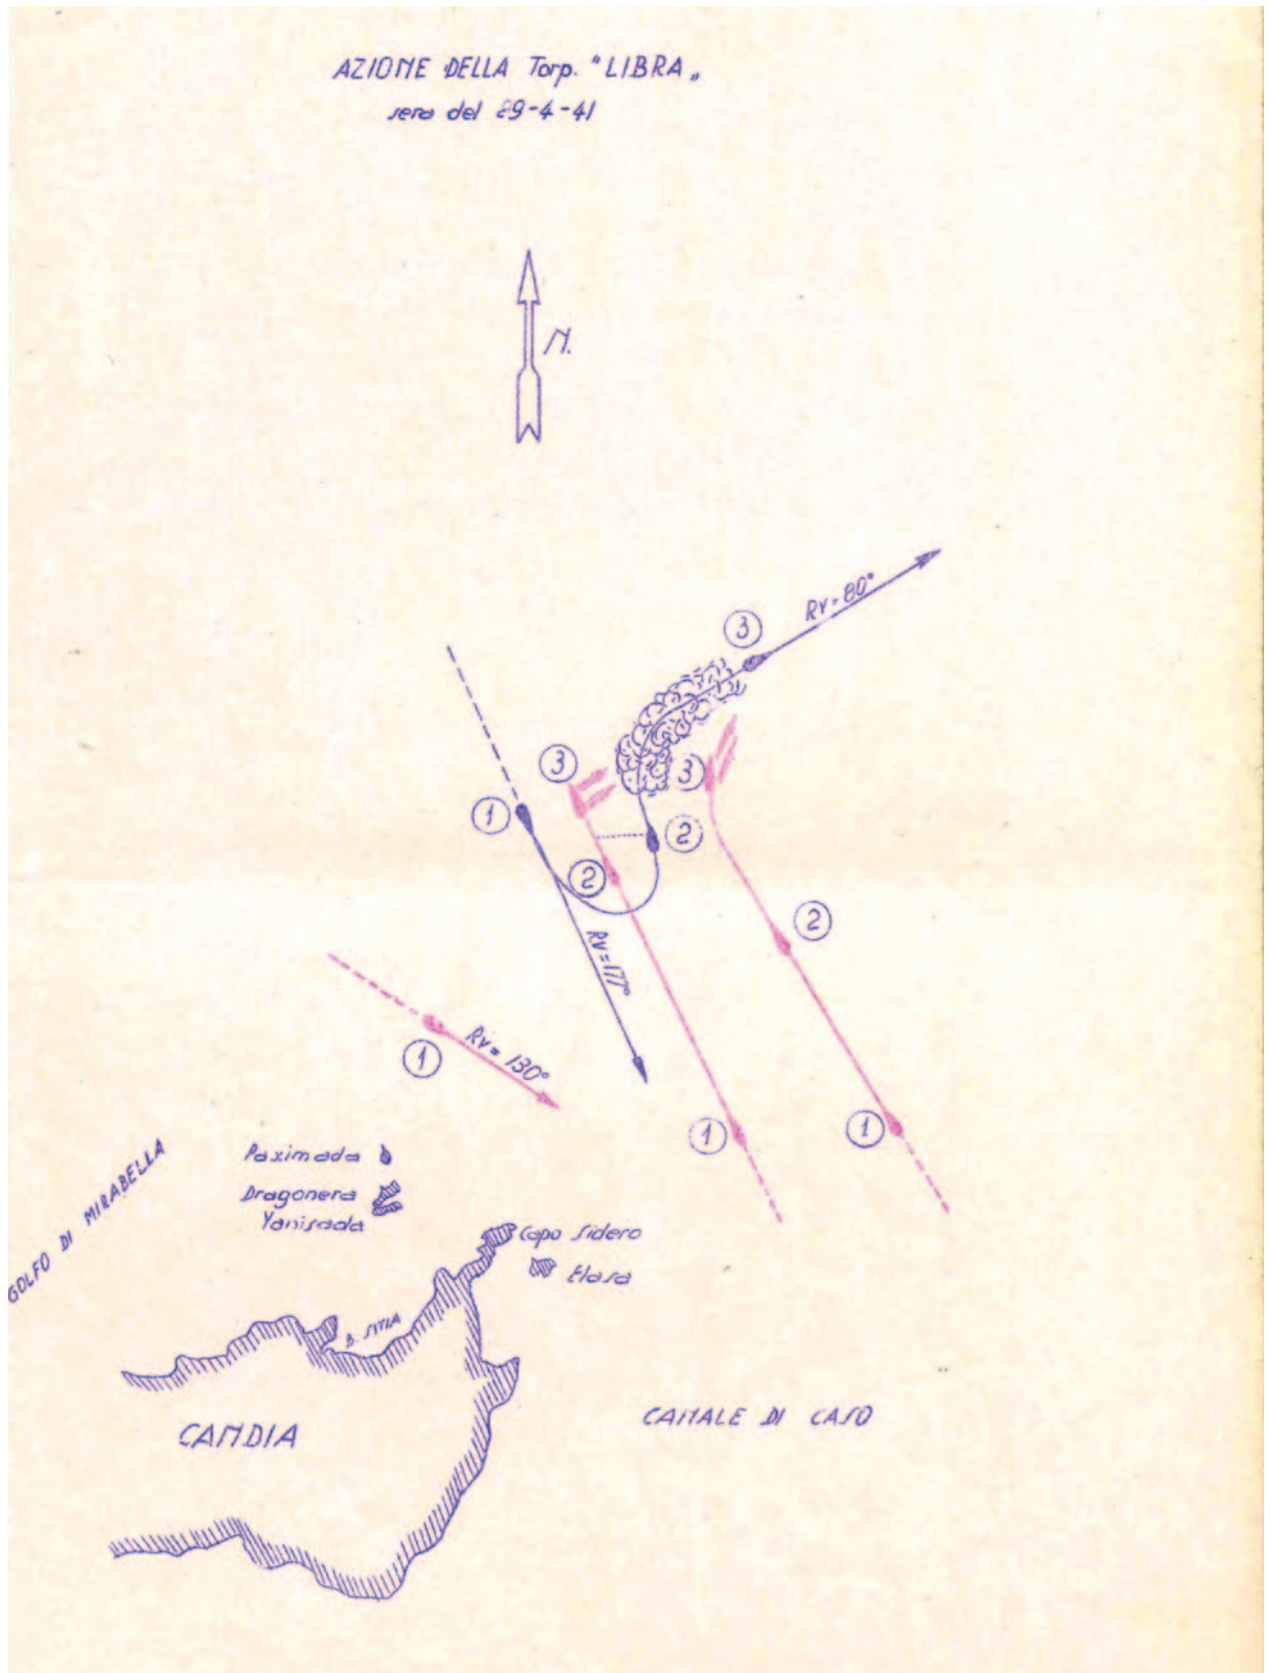 AZIONE DELLA Torp. "LIBRA"
sera del 29-4-41
N.
Rv = 80°
3
3
3
1
2
2
2
Rv = 177°
1
Rv = 130°
1
1
GOLFO DI MIRABELLA
Paximada
Dragonera
Yanisada
Capo Sidero
Elasa
B. SITIA
CANDIA
CANALE DI CASO